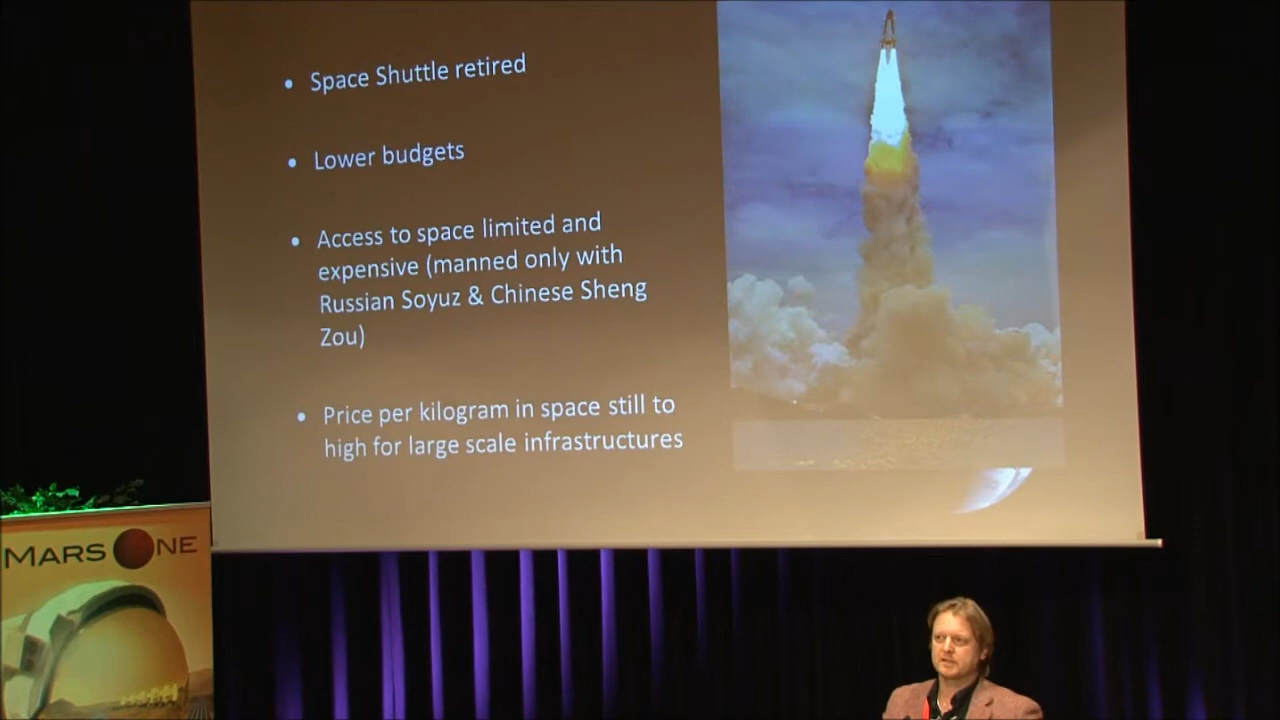 • Space Shuttle retired
• Lower budgets
• Access to space limited and
expensive (manned only with
Russian Soyuz & Chinese Sheng
Zou)
• Price per kilogram in space still to
high for large scale infrastructures
MARS ONE